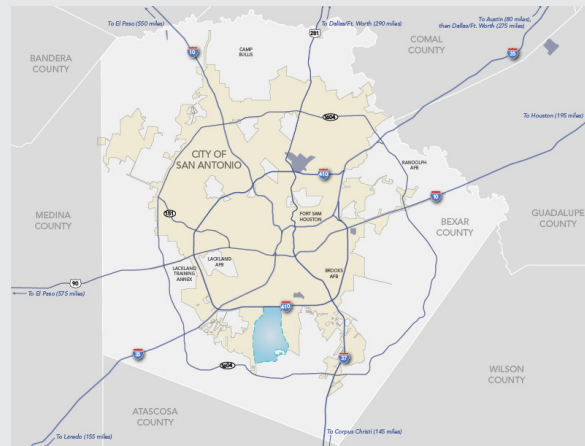 To El Paso (550 miles)
To Dallas/Ft. Worth (290 miles)
To Austin (80 miles),
then Dallas/Ft. Worth (275 miles)
281
BANDERA
COUNTY
10
CAMP
BULLIS
COMAL
COUNTY
35
To Houston (195 miles)
1604
CITY OF
SAN ANTONIO
410
RANDOLPH
AFB
10
MEDINA
COUNTY
151
FORT SAM
HOUSTON
BEXAR
COUNTY
GUADALUPE
COUNTY
LACKLAND
AFB
LACKLAND
TRAINING
ANNEX
BROOKS
AFB
90
To El Paso (575 miles)
410
35
1604
37
WILSON
COUNTY
ATASCOSA
COUNTY
To Laredo (155 miles)
To Corpus Christi (145 miles)